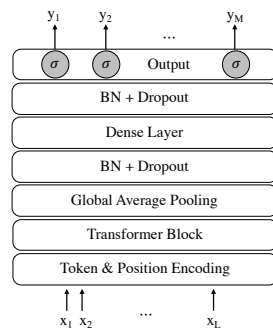 y1 y2 ... yM
σ σ Output σ
BN + Dropout
Dense Layer
BN + Dropout
Global Average Pooling
Transformer Block
Token & Position Encoding
x1 x2 ... xL